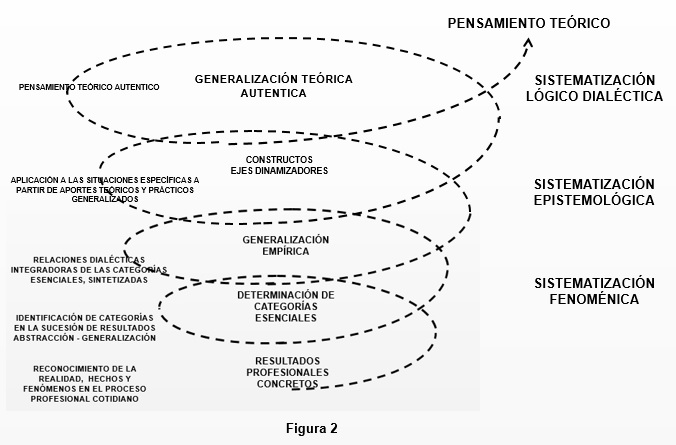 PENSAMIENTO TEÓRICO
GENERALIZACIÓN TEÓRICA
AUTENTICA
PENSAMIENTO TEÓRICO AUTENTICO
SISTEMATIZACIÓN
LÓGICO DIALÉCTICA
CONSTRUCTOS
EJES DINAMIZADORES
APLICACIÓN A LAS SITUACIONES ESPECÍFICAS A
PARTIR DE APORTES TEÓRICOS Y PRÁCTICOS
GENERALIZADOS
SISTEMATIZACIÓN
EPISTEMOLÓGICA
GENERALIZACIÓN
EMPÍRICA
RELACIONES DIALÉCTICAS
INTEGRADORAS DE LAS CATEGORÍAS
ESENCIALES, SINTETIZADAS
SISTEMATIZACIÓN
FENOMÉNICA
DETERMINACIÓN DE
CATEGORÍAS
ESENCIALES
IDENTIFICACIÓN DE CATEGORÍAS
EN LA SUCESIÓN DE RESULTADOS
ABSTRACCIÓN - GENERALIZACIÓN
RESULTADOS
PROFESIONALES
CONCRETOS
RECONOCIMIENTO DE LA
REALIDAD, HECHOS Y
FENÓMENOS EN EL PROCESO
PROFESIONAL COTIDIANO
Figura 2